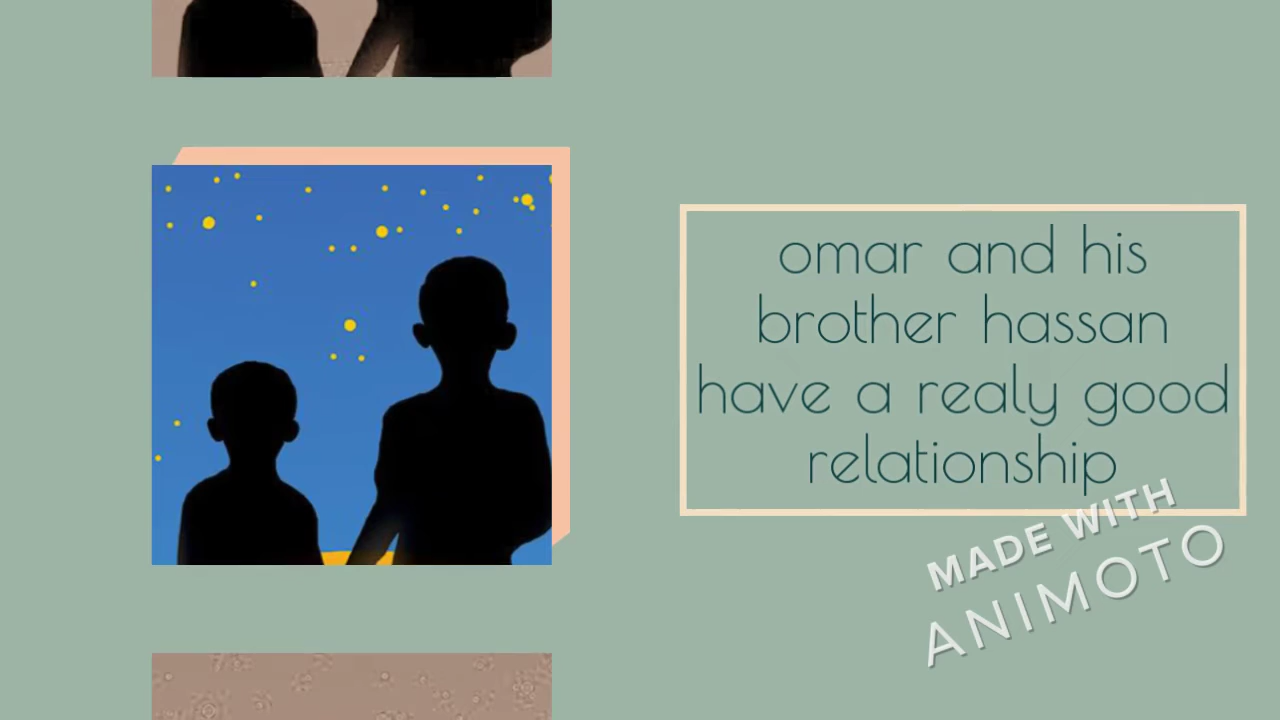 omar and his
brother hassan
have a realy good
relationship
MADE WITH
ANIMOTO